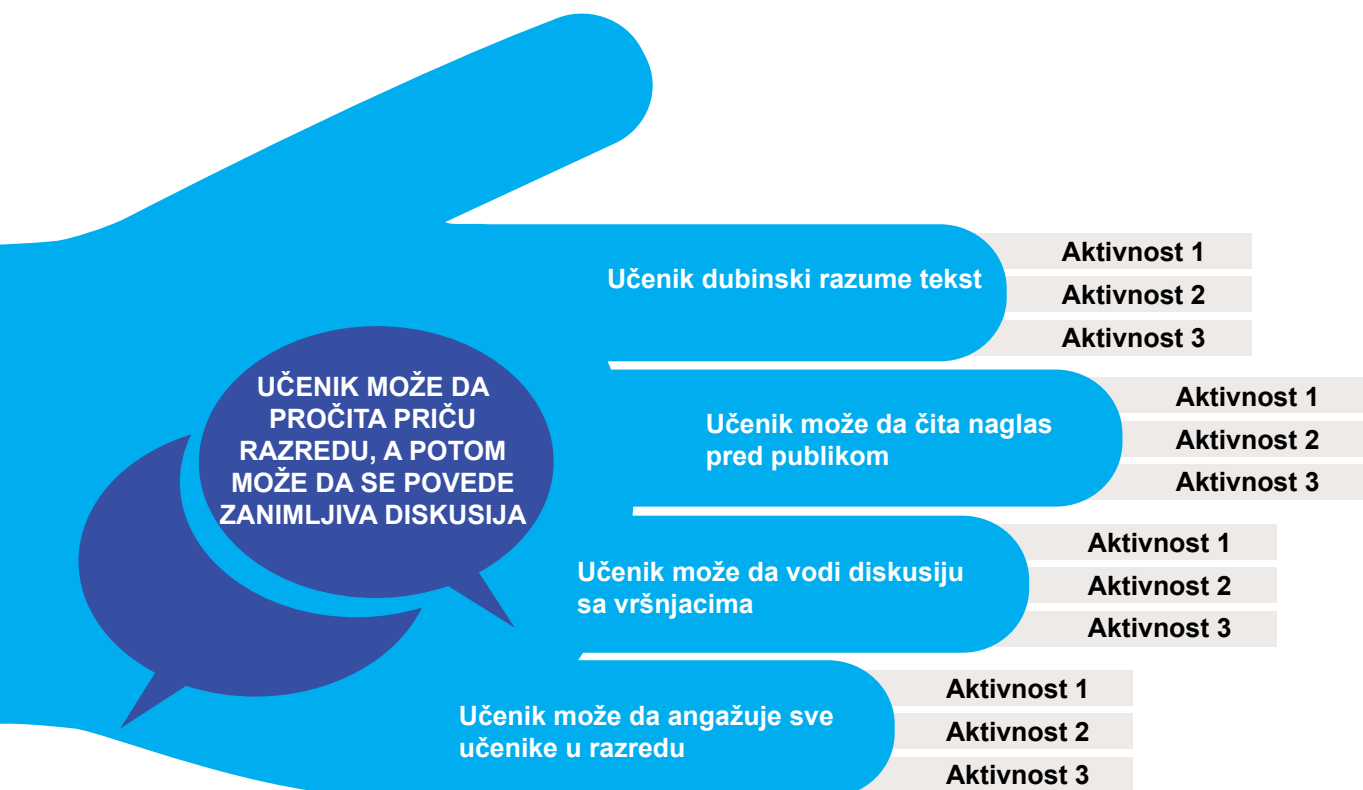 UČENIK MOŽE DA
PROČITA PRIČU
RAZREDU, A POTOM
MOŽE DA SE POVEDE
ZANIMLJIVA DISKUSIJA
Učenik dubinski razume tekst
Aktivnost 1
Aktivnost 2
Aktivnost 3
Učenik može da čita naglas
pred publikom
Aktivnost 1
Aktivnost 2
Aktivnost 3
Učenik može da vodi diskusiju
sa vršnjacima
Aktivnost 1
Aktivnost 2
Aktivnost 3
Učenik može da angažuje sve
učenike u razredu
Aktivnost 1
Aktivnost 2
Aktivnost 3